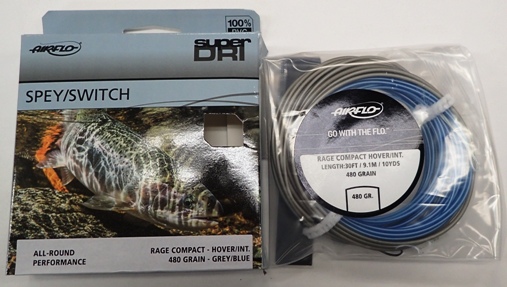 100%
AIRFLO
super
DRI
SPEY/SWITCH
ALL-ROUND
PERFORMANCE
RAGE COMPACT - HOVER/INT.
480 GRAIN - GREY/BLUE
AIRFLO
GO WITH THE FLO.™
RAGE COMPACT HOVER/INT.
LENGTH:30FT / 9.1M / 10YDS
480 GRAIN
480 GR.